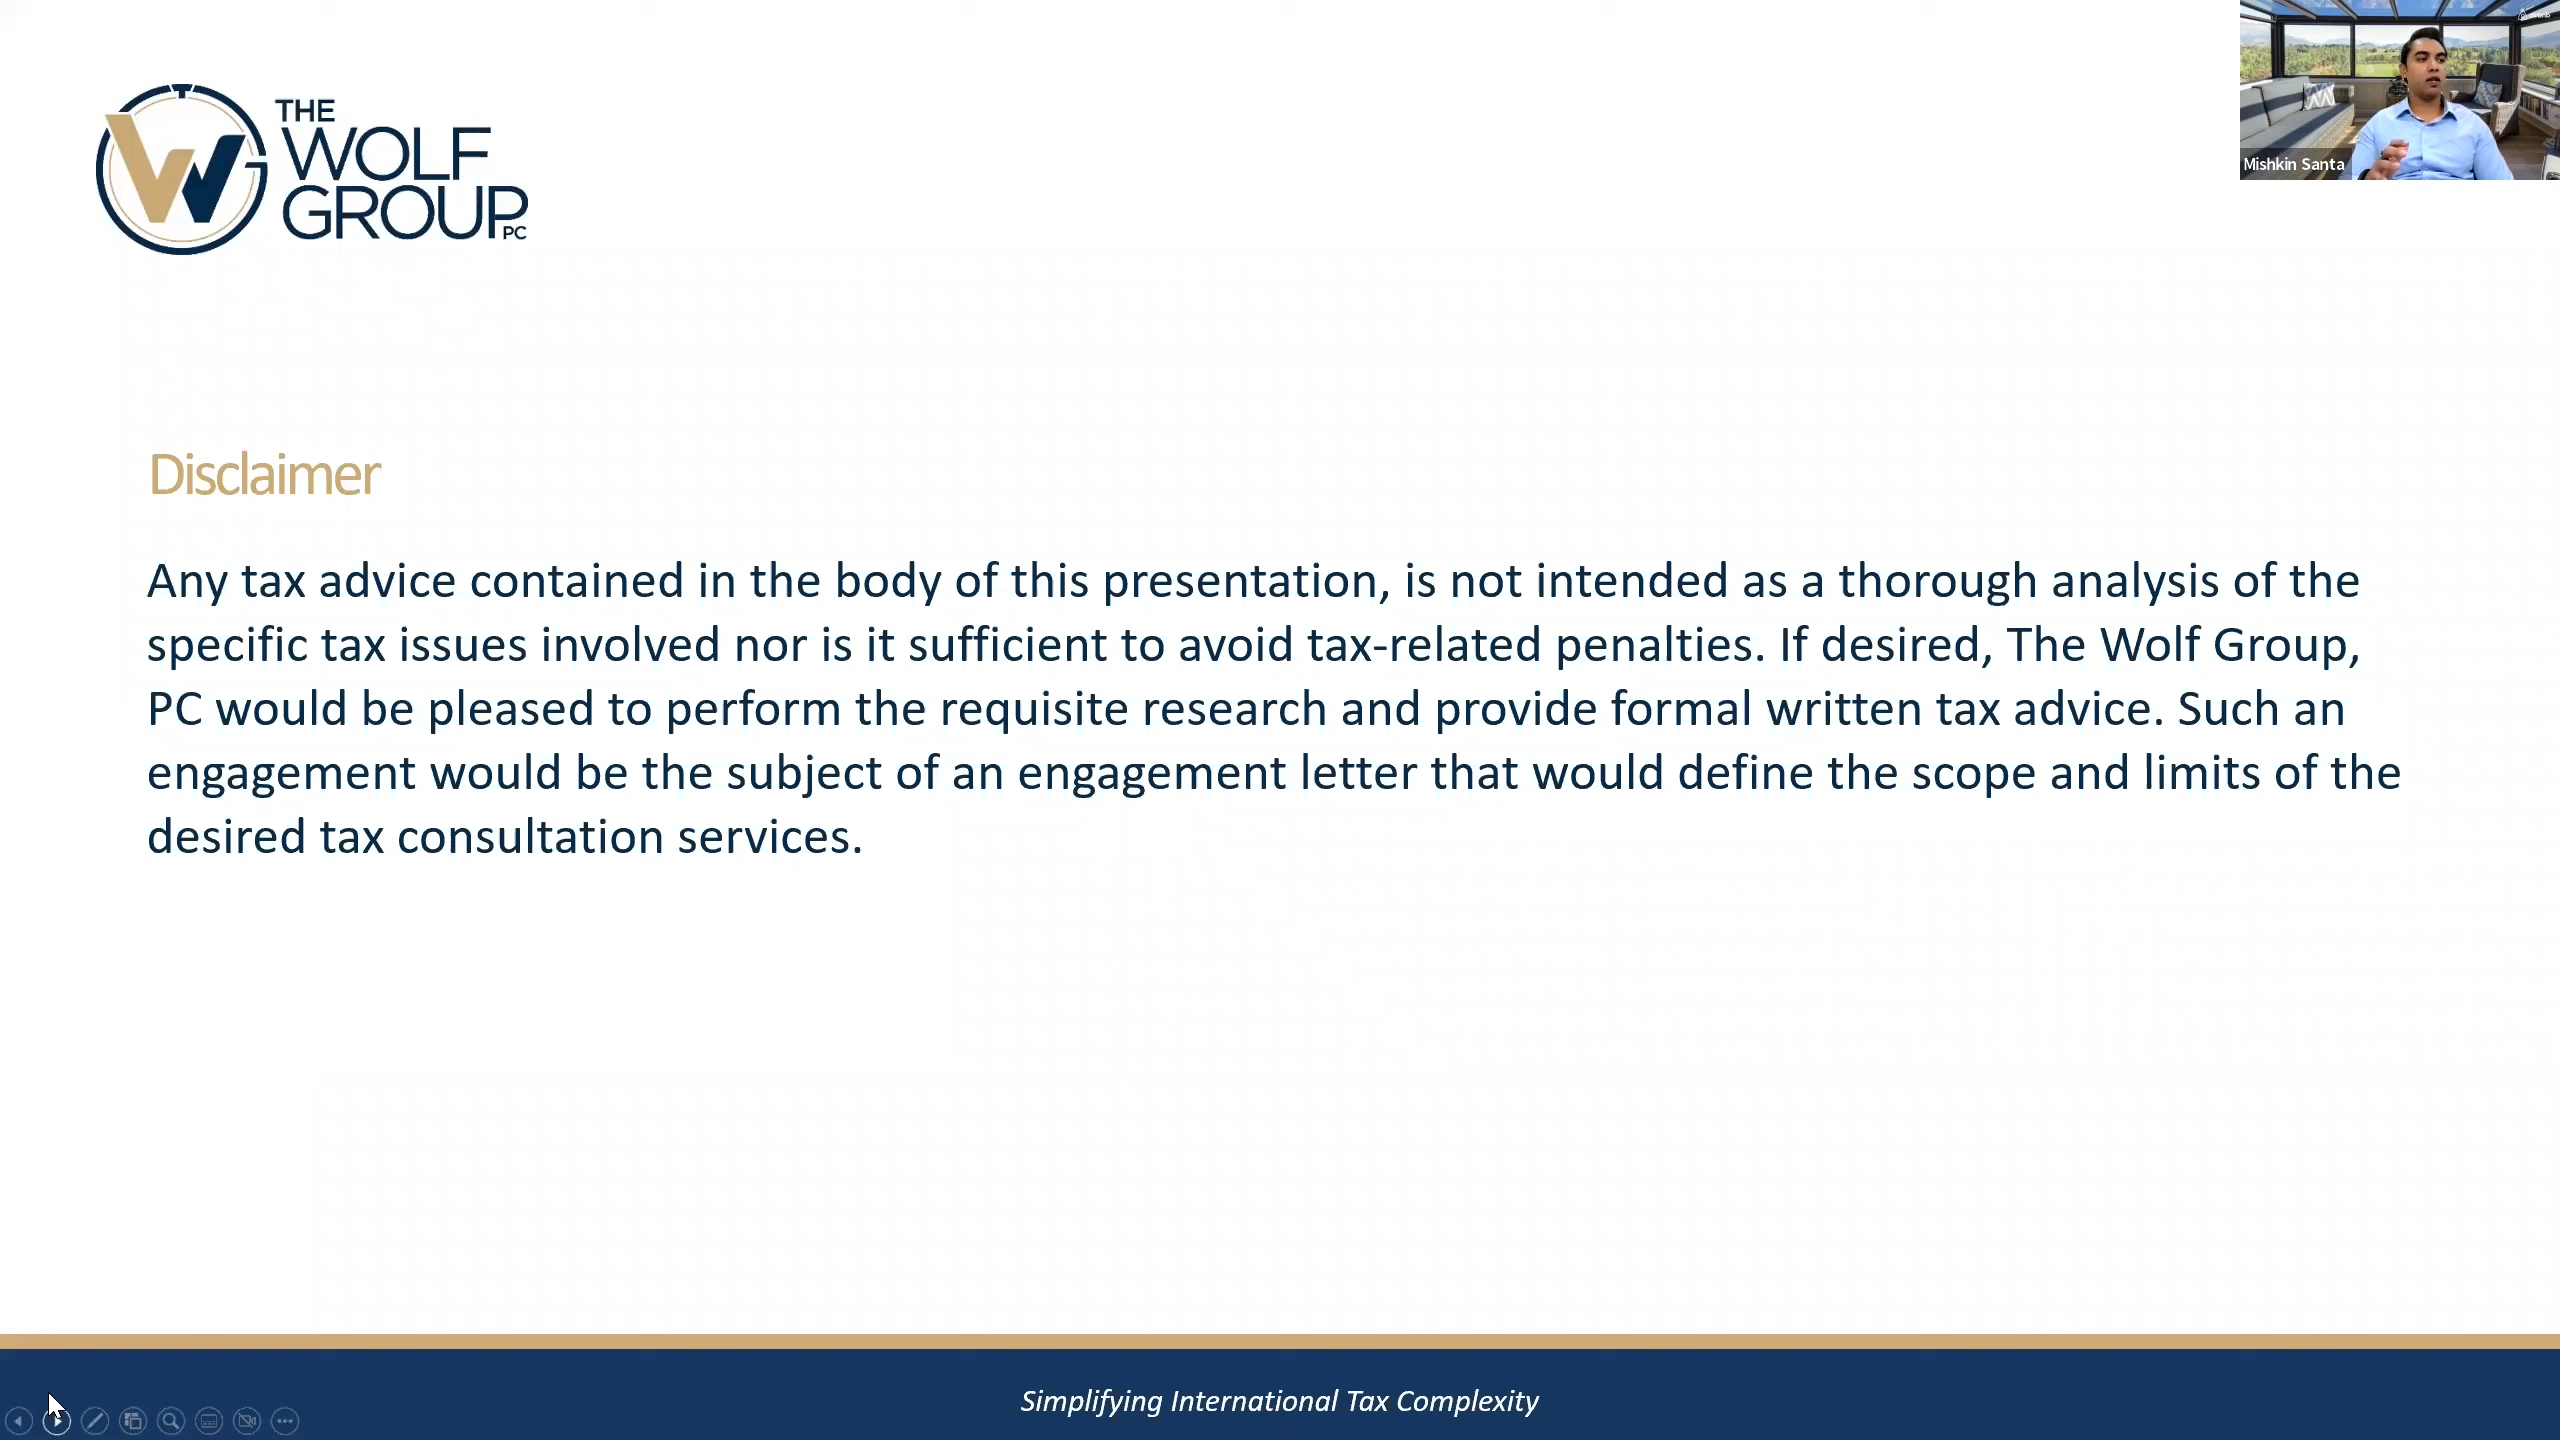 THE
WOLF
GROUP PC
Mishkin Santa
Disclaimer
Any tax advice contained in the body of this presentation, is not intended as a thorough analysis of the
specific tax issues involved nor is it sufficient to avoid tax-related penalties. If desired, The Wolf Group,
PC would be pleased to perform the requisite research and provide formal written tax advice. Such an
engagement would be the subject of an engagement letter that would define the scope and limits of the
desired tax consultation services.
Simplifying International Tax Complexity